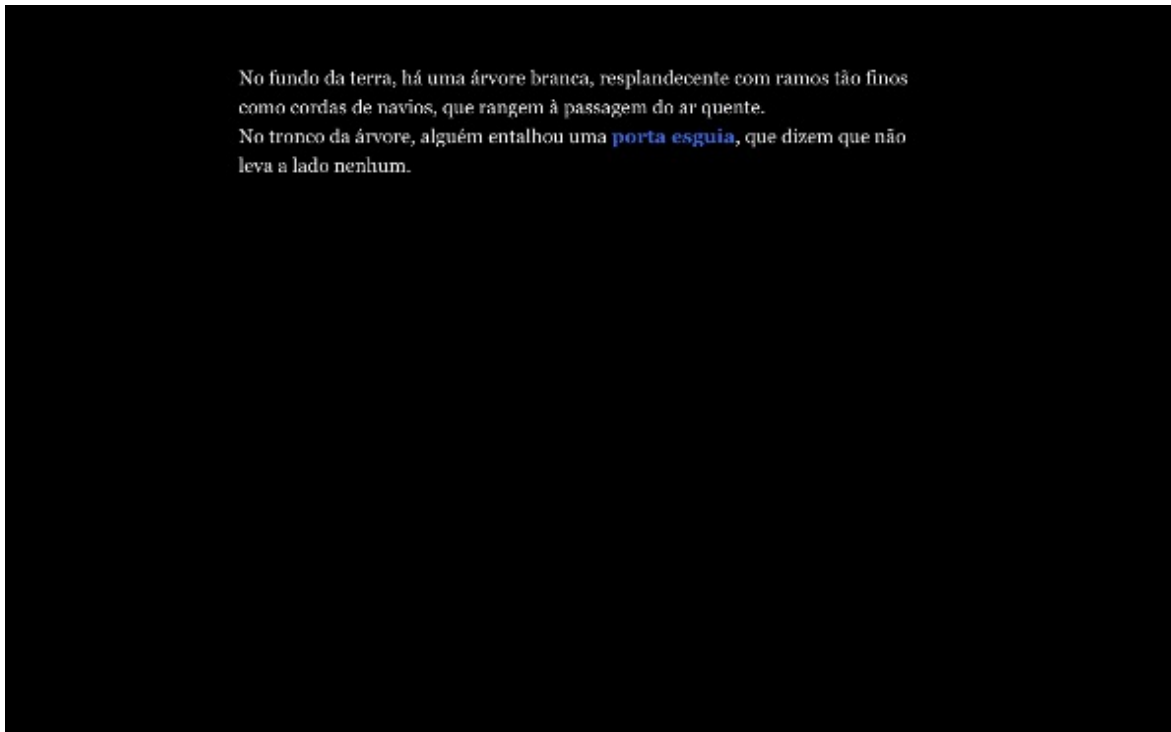 No fundo da terra, há uma árvore branca, resplandecente com ramos tão finos
como cordas de navios, que rangem à passagem do ar quente.
No tronco da árvore, alguém entalhou uma porta esguia, que dizem que não
leva a lado nenhum.